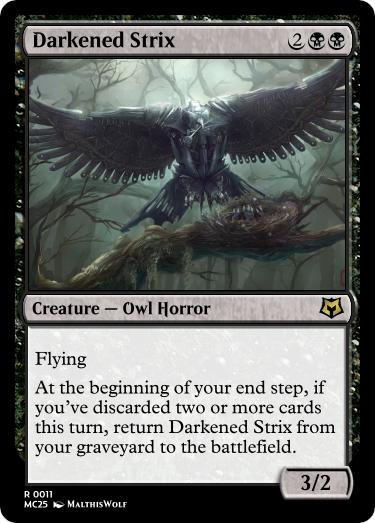 Darkened Strix 2
Creature — Owl Horror
Flying
At the beginning of your end step, if
you've discarded two or more cards
this turn, return Darkened Strix from
your graveyard to the battlefield.
3/2
R 0011
MC25 MalthisWolf